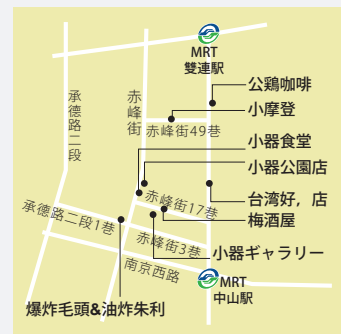 MRT
雙連駅
公鶏咖啡
小摩登
承德路二段
赤峰街
赤峰街49巷
小器食堂
小器公園店
赤峰街17巷
台湾好，店
梅酒屋
承德路二段1巷
赤峰街3巷
小器ギャラリー
南京西路
MRT
中山駅
爆炸毛頭&油炸朱利